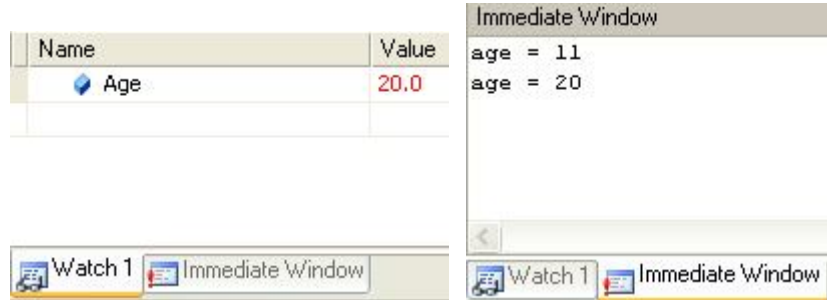 Name Value
Age 20.0
Watch 1 Immediate Window
Immediate Window
age = 11
age = 20
Watch 1 Immediate Window